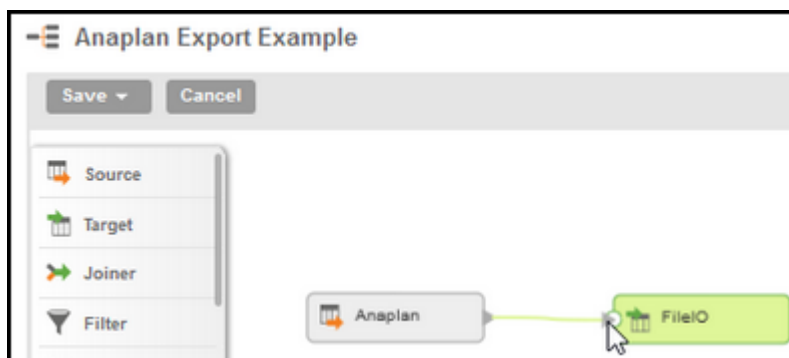 Anaplan Export Example
Save Cancel
Source
Target
Joiner
Filter
Anaplan
FileIO